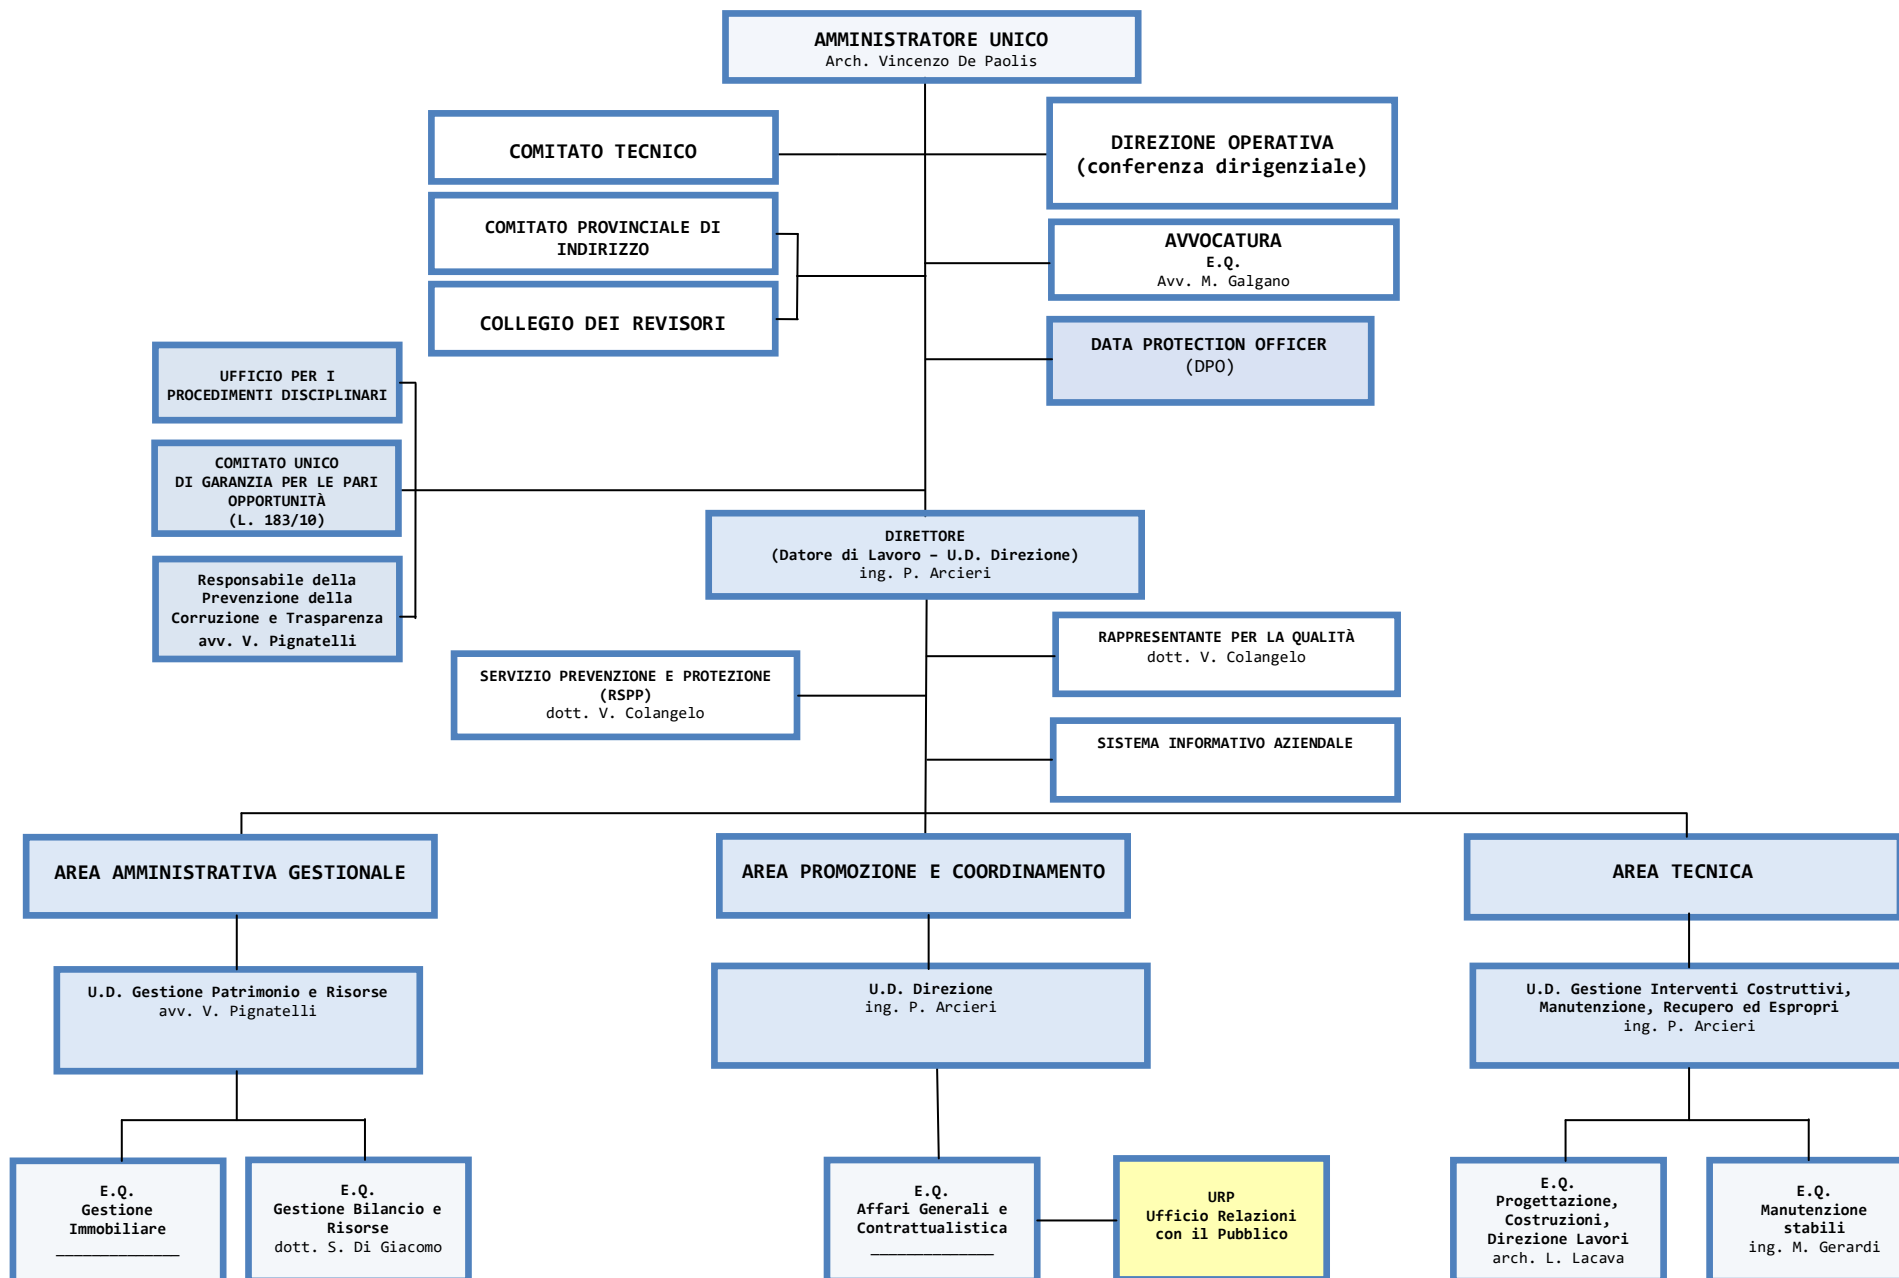 AMMINISTRATORE UNICO
Arch. Vincenzo De Paolis
COMITATO TECNICO
DIREZIONE OPERATIVA
(conferenza dirigenziale)
COMITATO PROVINCIALE DI
INDIRIZZO
AVVOCATURA
E.Q.
Avv. M. Galgano
COLLEGIO DEI REVISORI
DATA PROTECTION OFFICER
(DPO)
UFFICIO PER I
PROCEDIMENTI DISCIPLINARI
COMITATO UNICO
DI GARANZIA PER LE PARI
OPPORTUNITÀ
(L. 183/10)
Responsabile della
Prevenzione della
Corruzione e Trasparenza
avv. V. Pignatelli
DIRETTORE
(Datore di Lavoro – U.D. Direzione)
ing. P. Arcieri
RAPPRESENTANTE PER LA QUALITÀ
dott. V. Colangelo
SERVIZIO PREVENZIONE E PROTEZIONE
(RSPP)
dott. V. Colangelo
SISTEMA INFORMATIVO AZIENDALE
AREA AMMINISTRATIVA GESTIONALE
AREA PROMOZIONE E COORDINAMENTO
AREA TECNICA
U.D. Gestione Patrimonio e Risorse
avv. V. Pignatelli
U.D. Direzione
ing. P. Arcieri
U.D. Gestione Interventi Costruttivi,
Manutenzione, Recupero ed Espropri
ing. P. Arcieri
E.Q.
Gestione
Immobiliare
______________
E.Q.
Gestione Bilancio e
Risorse
dott. S. Di Giacomo
E.Q.
Affari Generali e
Contrattualistica
______________
URP
Ufficio Relazioni
con il Pubblico
E.Q.
Progettazione,
Costruzioni,
Direzione Lavori
arch. L. Lacava
E.Q.
Manutenzione
stabili
ing. M. Gerardi